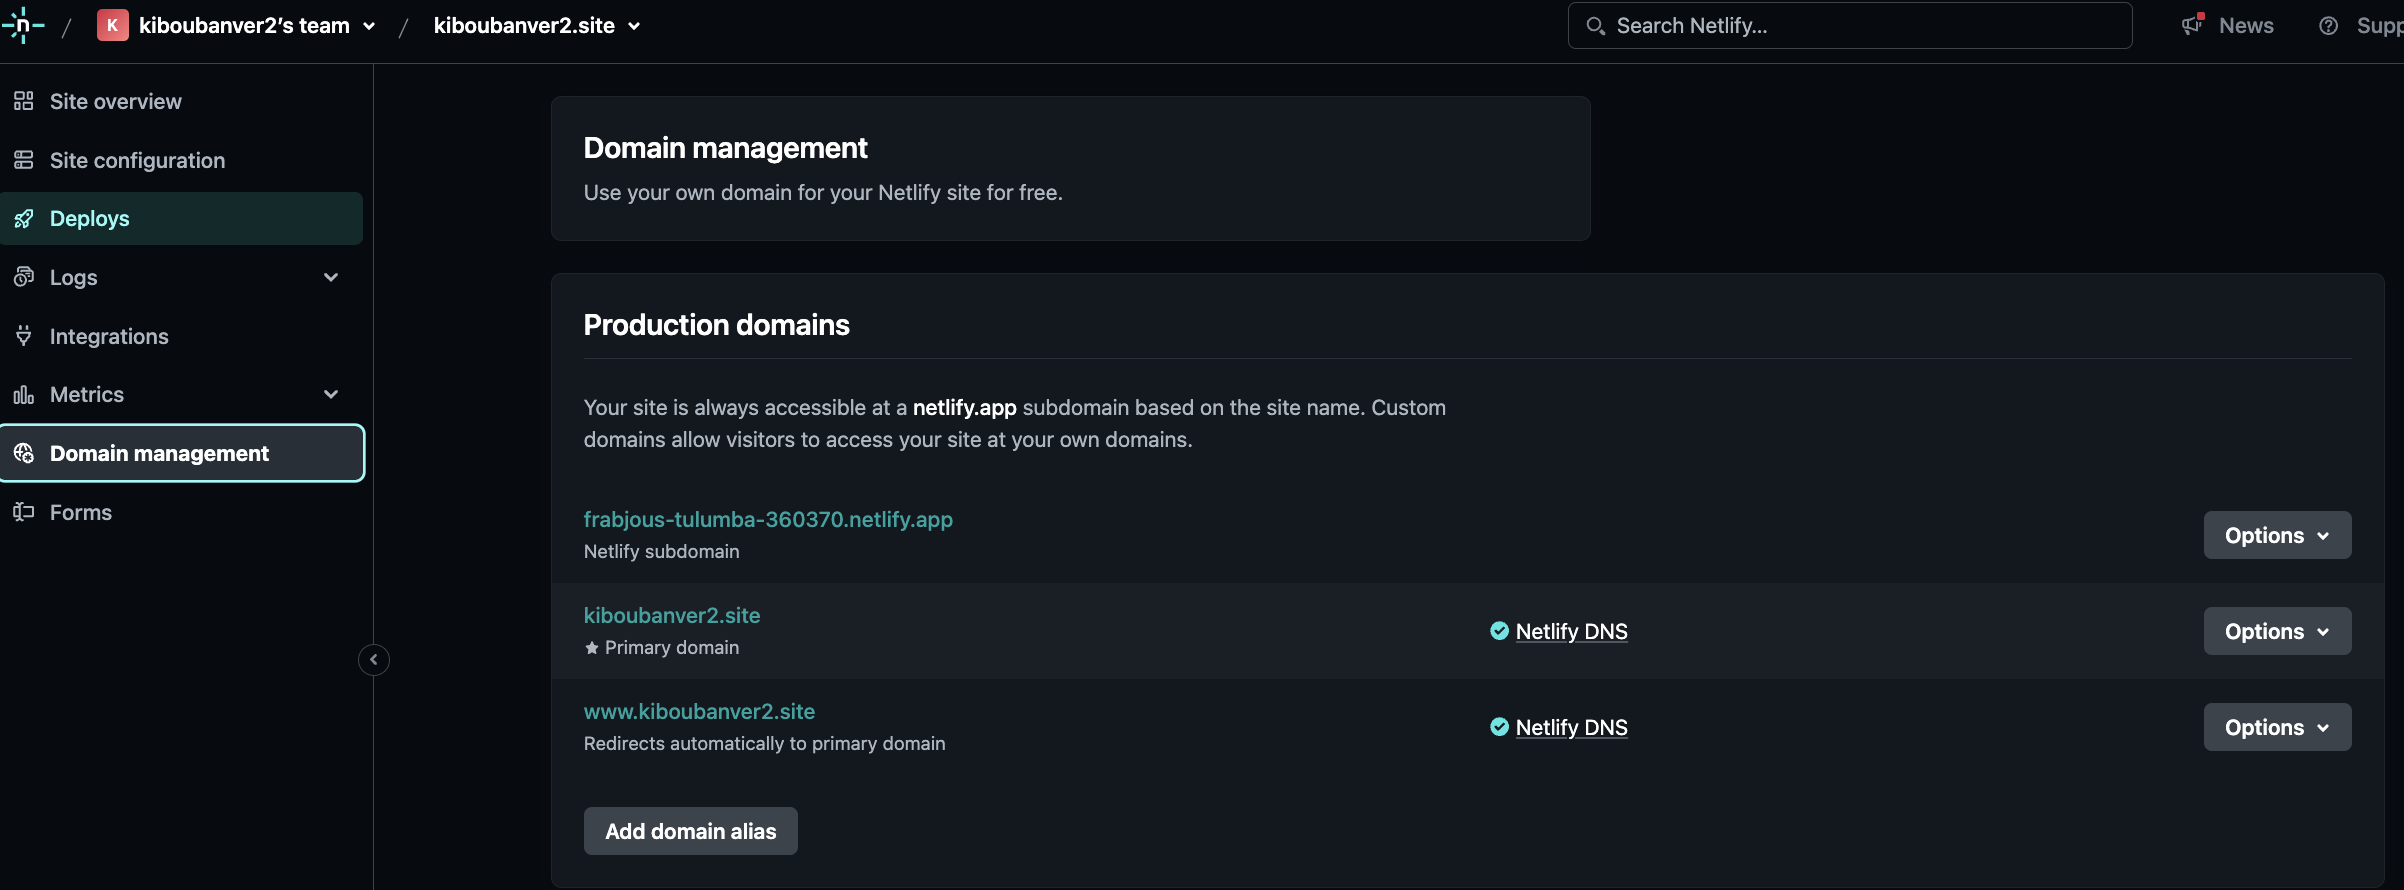 n / K kiboubanver2's team / kiboubanver2.site
Search Netlify...
News
Supp
Site overview
Site configuration
Deploys
Logs
Integrations
Metrics
Domain management
Forms
Domain management
Use your own domain for your Netlify site for free.
Production domains
Your site is always accessible at a netlify.app subdomain based on the site name. Custom
domains allow visitors to access your site at your own domains.
frabjous-tulumba-360370.netlify.app
Netlify subdomain
Options
kiboubanver2.site
Primary domain
Netlify DNS
Options
www.kiboubanver2.site
Redirects automatically to primary domain
Netlify DNS
Options
Add domain alias